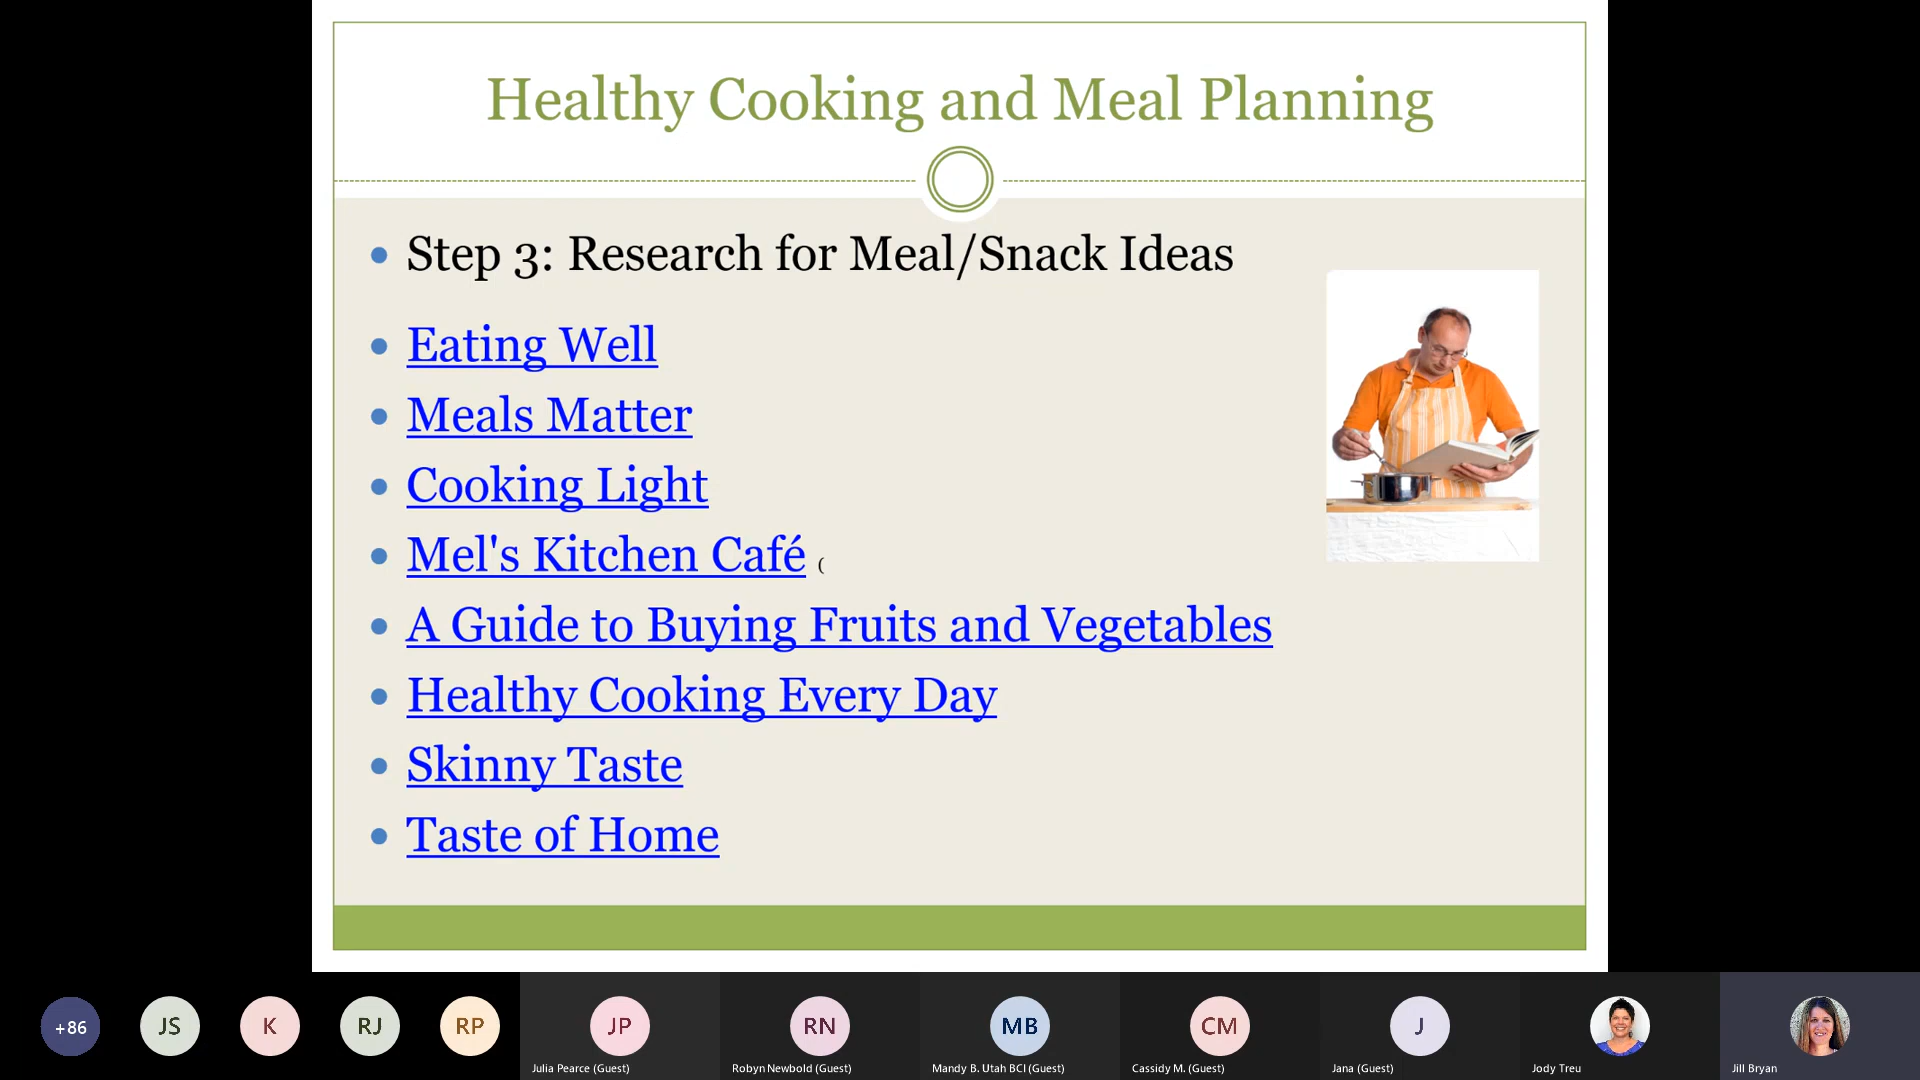 Healthy Cooking and Meal Planning
Step 3: Research for Meal/Snack Ideas
Eating Well
Meals Matter
Cooking Light
Mel's Kitchen Café (
A Guide to Buying Fruits and Vegetables
Healthy Cooking Every Day
Skinny Taste
Taste of Home
+86
JS
K
RJ
RP
JP
RN
MB
CM
J
Julia Pearce (Guest)
Robyn Newbold (Guest)
Mandy B. Utah BCI (Guest)
Cassidy M. (Guest)
Jana (Guest)
Jody Treu
Jill Bryan